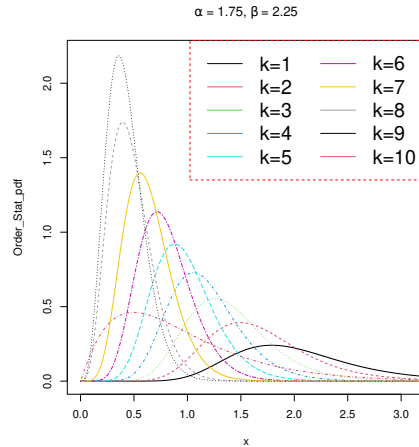 α = 1.75, β = 2.25
Order_Stat_pdf
2.0
1.5
1.0
0.5
0.0
k=1
k=2
k=3
k=4
k=5
k=6
k=7
k=8
k=9
k=10
0.0 0.5 1.0 1.5 2.0 2.5 3.0
x